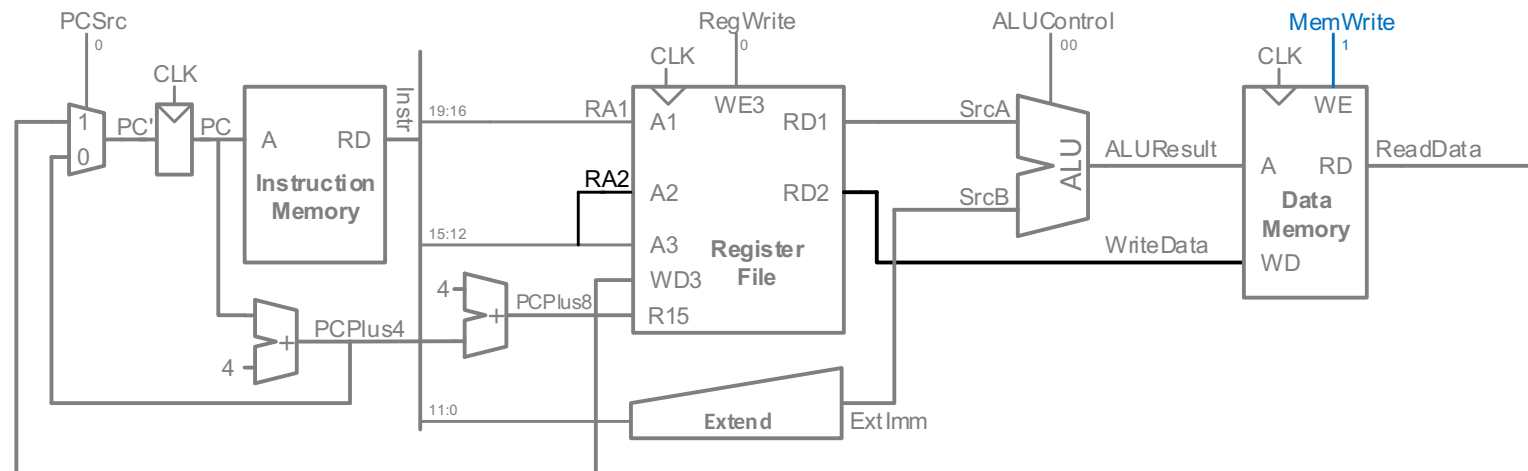 PCSrc
0
RegWrite
0
ALUControl
00
MemWrite
1
CLK
CLK
CLK
1
0
PC'
PC
A
RD
Instruction
Memory
Instr
19:16
RA1
A1
WE3
RD1
SrcA
ALU
ALUResult
A
WE
RD
ReadData
RA2
A2
RD2
SrcB
Data
Memory
15:12
A3
Register
File
WriteData
WD
WD3
4
+
PCPlus8
R15
PCPlus4
+
4
11:0
Extend
ExtImm